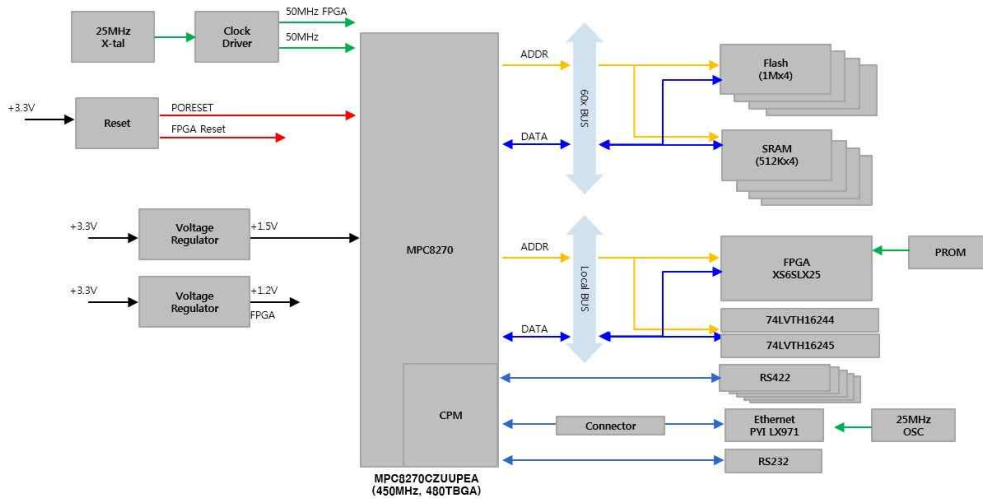 25MHz
X-tal
Clock
Driver
50MHz FPGA
50MHz
+3.3V
Reset
PORESET
FPGA Reset
+3.3V
Voltage
Regulator
+1.5V
+3.3V
Voltage
Regulator
+1.2V
FPGA
MPC8270
CPM
MPC8270CZUUPEA
(450MHz, 480TBGA)
ADDR
DATA
60x BUS
Flash
(1Mx4)
SRAM
(512Kx4)
ADDR
DATA
Local BUS
FPGA
XS6SLX25
PROM
74LVTH16244
74LVTH16245
RS422
Connector
Ethernet
PYI LX971
25MHz
OSC
RS232